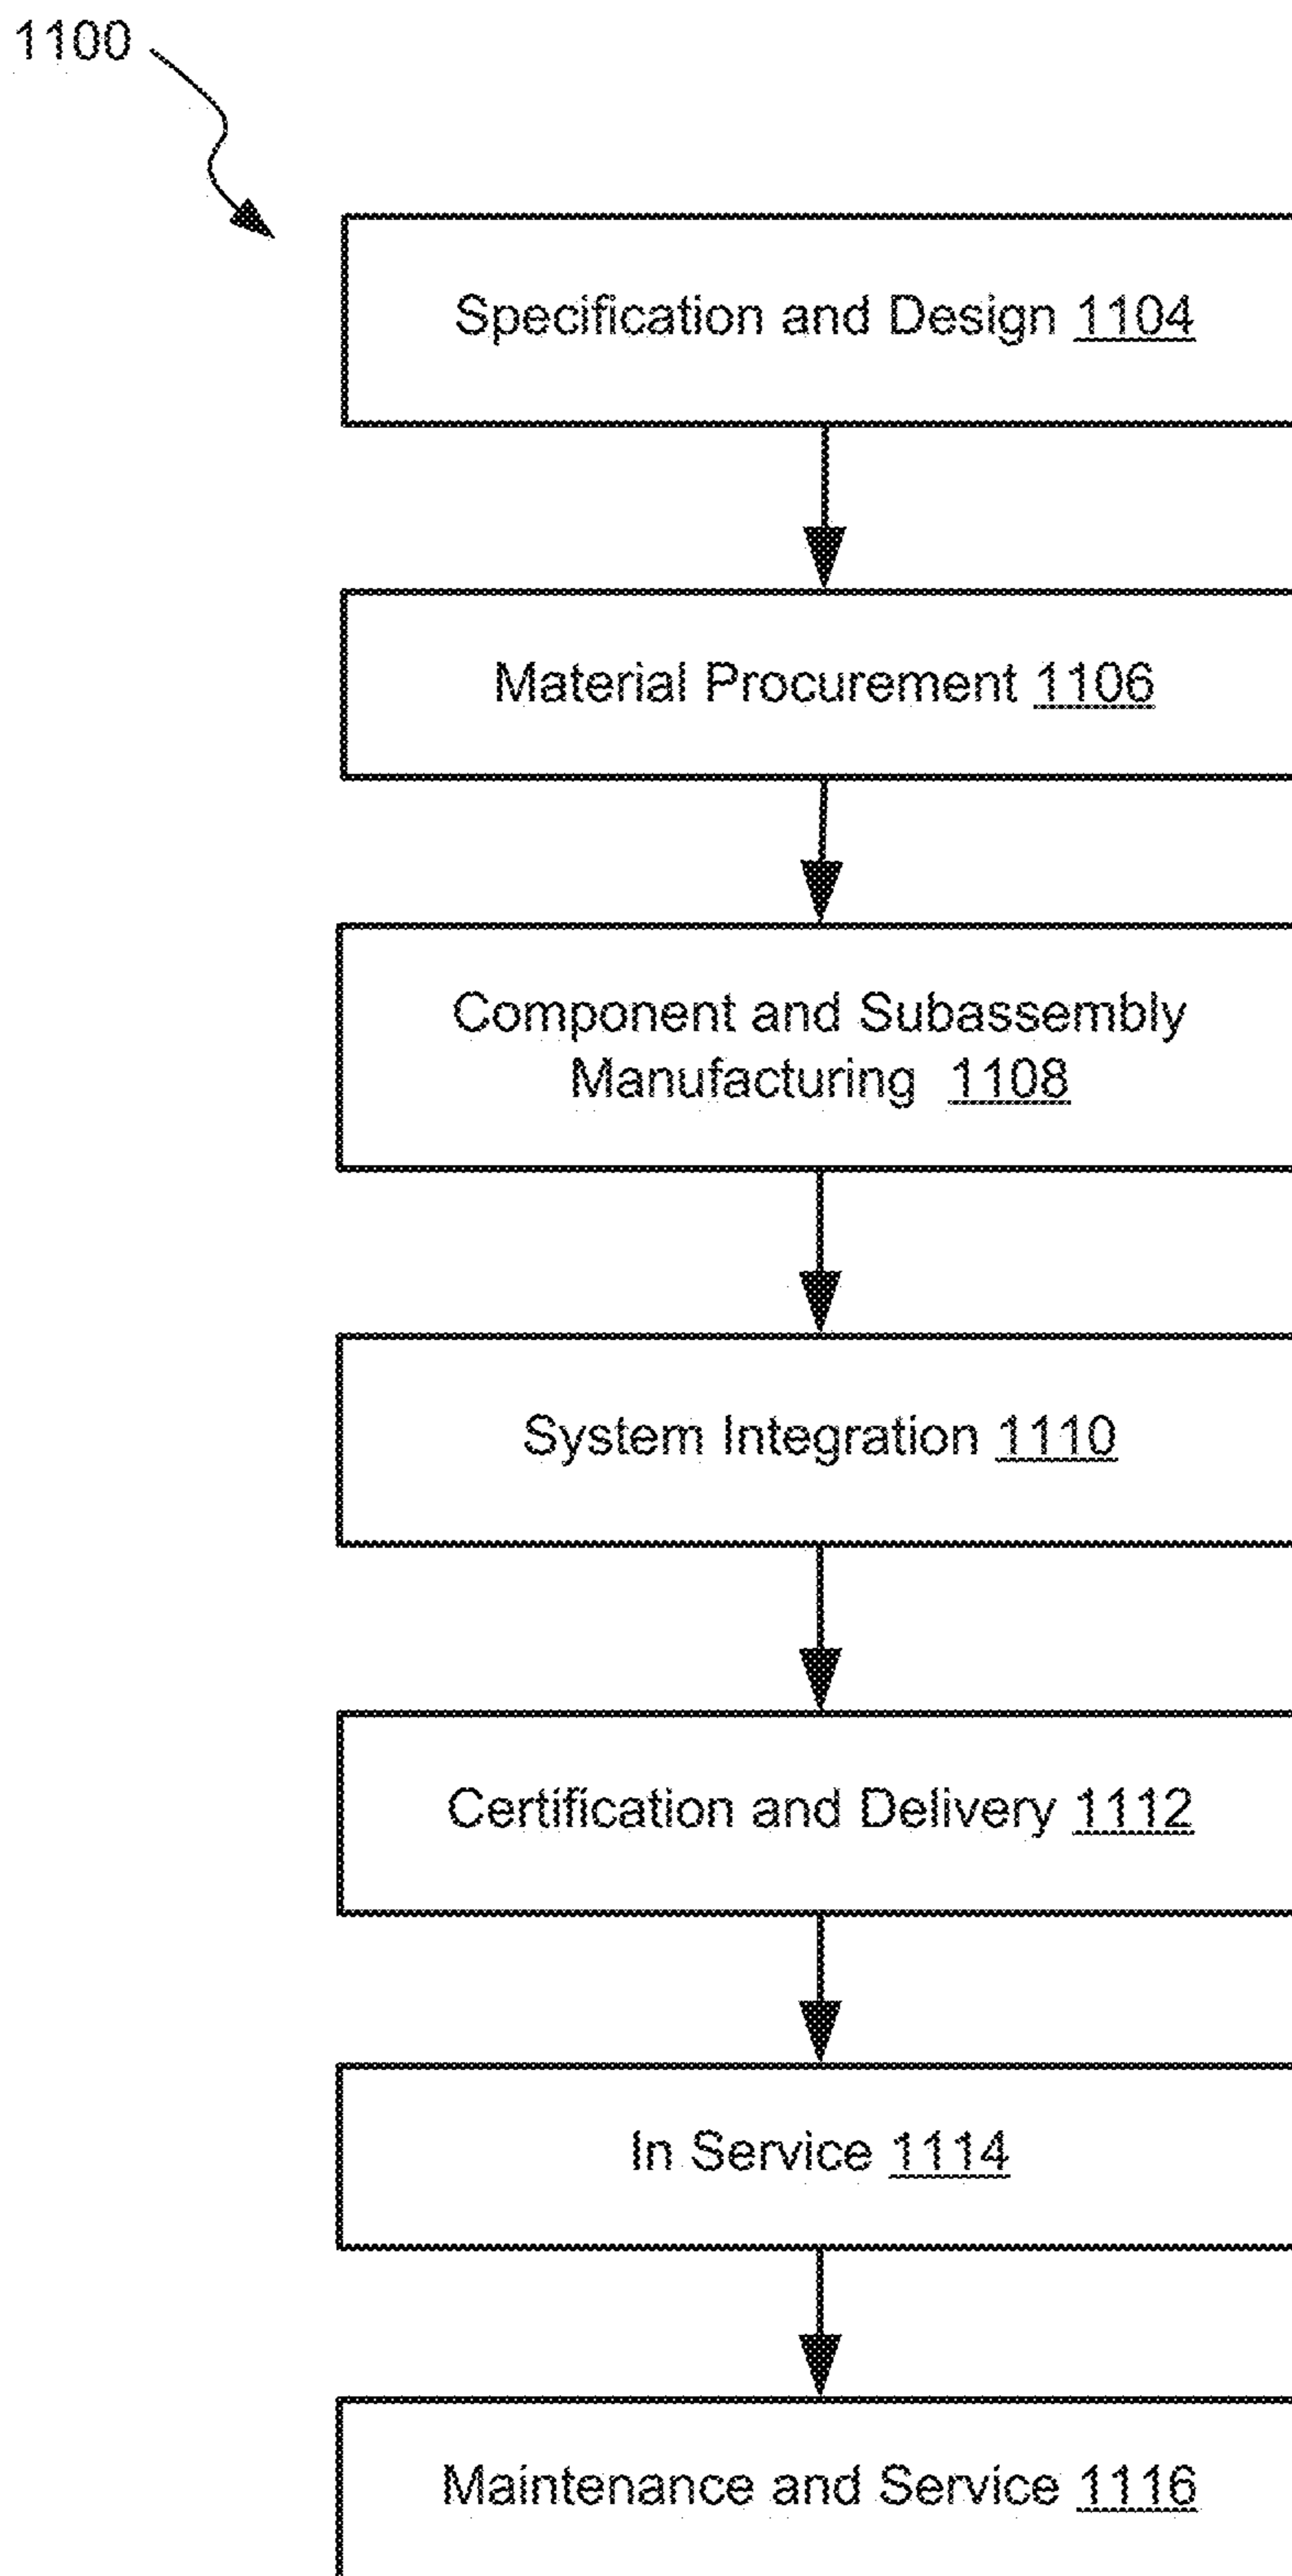 1100
Specification and Design 1104
Material Procurement 1106
Component and Subassembly
Manufacturing 1108
System Integration 1110
Certification and Delivery 1112
In Service 1114
Maintenance and Service 1116